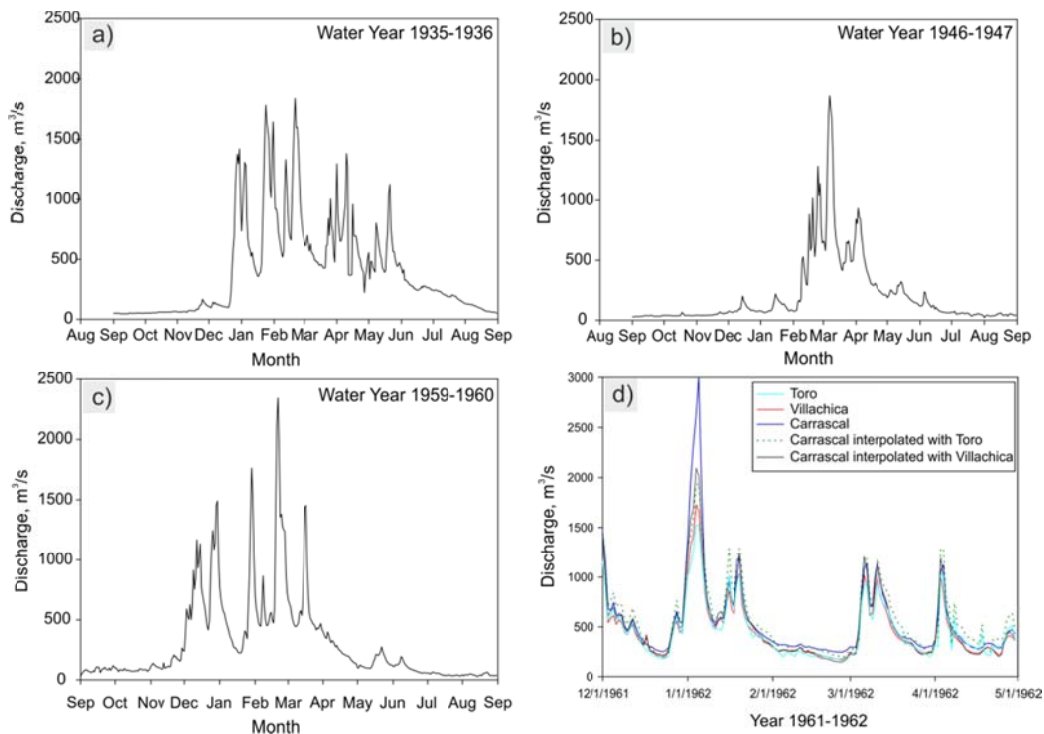 a)
Water Year 1935-1936
Discharge, m³/s
2500
2000
1500
1000
500
0
Aug Sep Oct Nov Dec Jan Feb Mar Apr May Jun Jul Aug Sep
Month
b)
Water Year 1946-1947
Discharge, m³/s
2500
2000
1500
1000
500
0
Aug Sep Oct Nov Dec Jan Feb Mar Apr May Jun Jul Aug Sep
Month
c)
Water Year 1959-1960
Discharge, m³/s
2500
2000
1500
1000
500
0
Sep Oct Nov Dec Jan Feb Mar Apr May Jun Jul Aug Sep
Month
d)
Toro
Villachica
Carrascal
Carrascal interpolated with Toro
Carrascal interpolated with Villachica
Discharge, m³/s
3000
2500
2000
1500
1000
500
0
12/1/1961 1/1/1962 2/1/1962 3/1/1962 4/1/1962 5/1/1962
Year 1961-1962